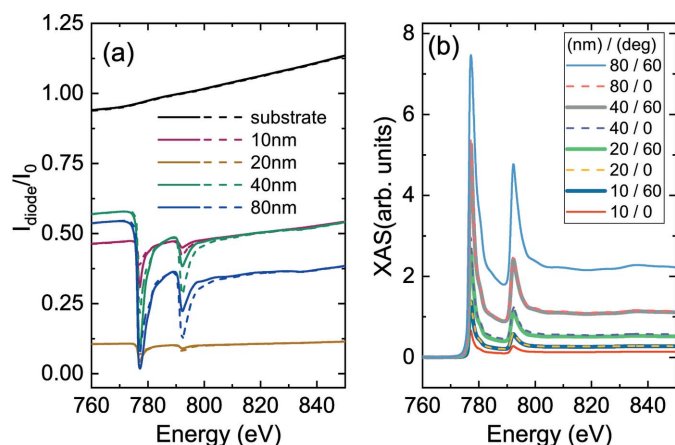 (a)
I_diode/I_0
1.25
1.00
0.75
0.50
0.25
0.00
substrate
10nm
20nm
40nm
80nm
760 780 800 820 840
Energy (eV)
(b)
XAS(arb. units)
8
6
4
2
0
(nm) / (deg)
80 / 60
80 / 0
40 / 60
40 / 0
20 / 60
20 / 0
10 / 60
10 / 0
760 780 800 820 840
Energy (eV)